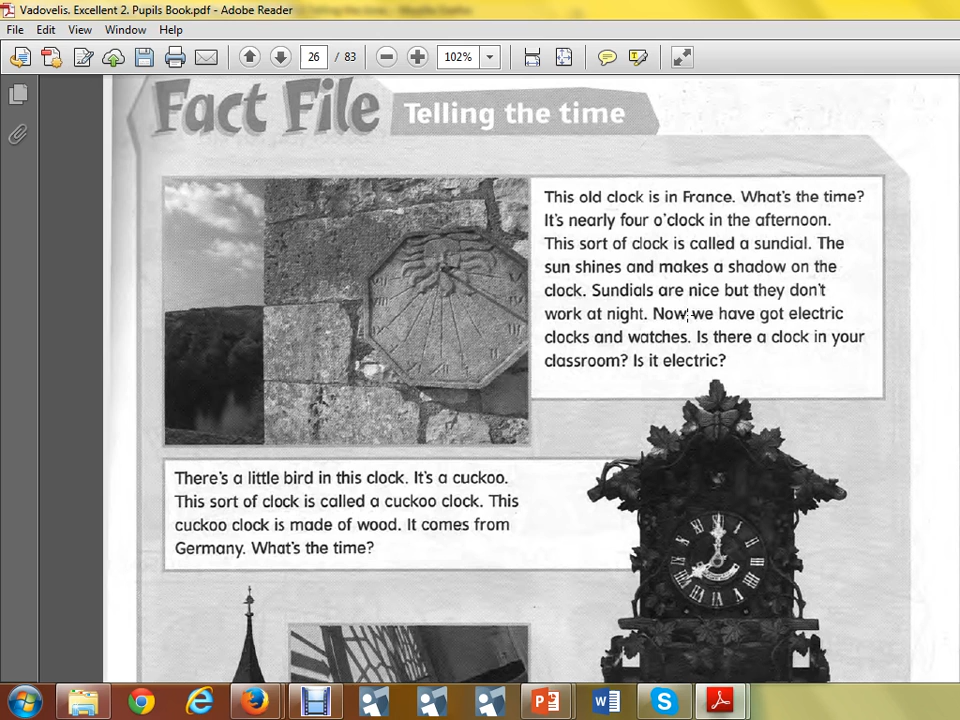 Vadovelis. Excellent 2. Pupils Book.pdf - Adobe Reader
File Edit View Window Help
26 / 83 102%
Fact File
Telling the time
This old clock is in France. What's the time?
It's nearly four o'clock in the afternoon.
This sort of clock is called a sundial. The
sun shines and makes a shadow on the
clock. Sundials are nice but they don't
work at night. Now we have got electric
clocks and watches. Is there a clock in your
classroom? Is it electric?
There's a little bird in this clock. It's a cuckoo.
This sort of clock is called a cuckoo clock. This
cuckoo clock is made of wood. It comes from
Germany. What's the time?